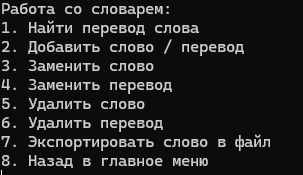 Работа со словарем:
1. Найти перевод слова
2. Добавить слово / перевод
3. Заменить слово
4. Заменить перевод
5. Удалить слово
6. Удалить перевод
7. Экспортировать слово в файл
8. Назад в главное меню